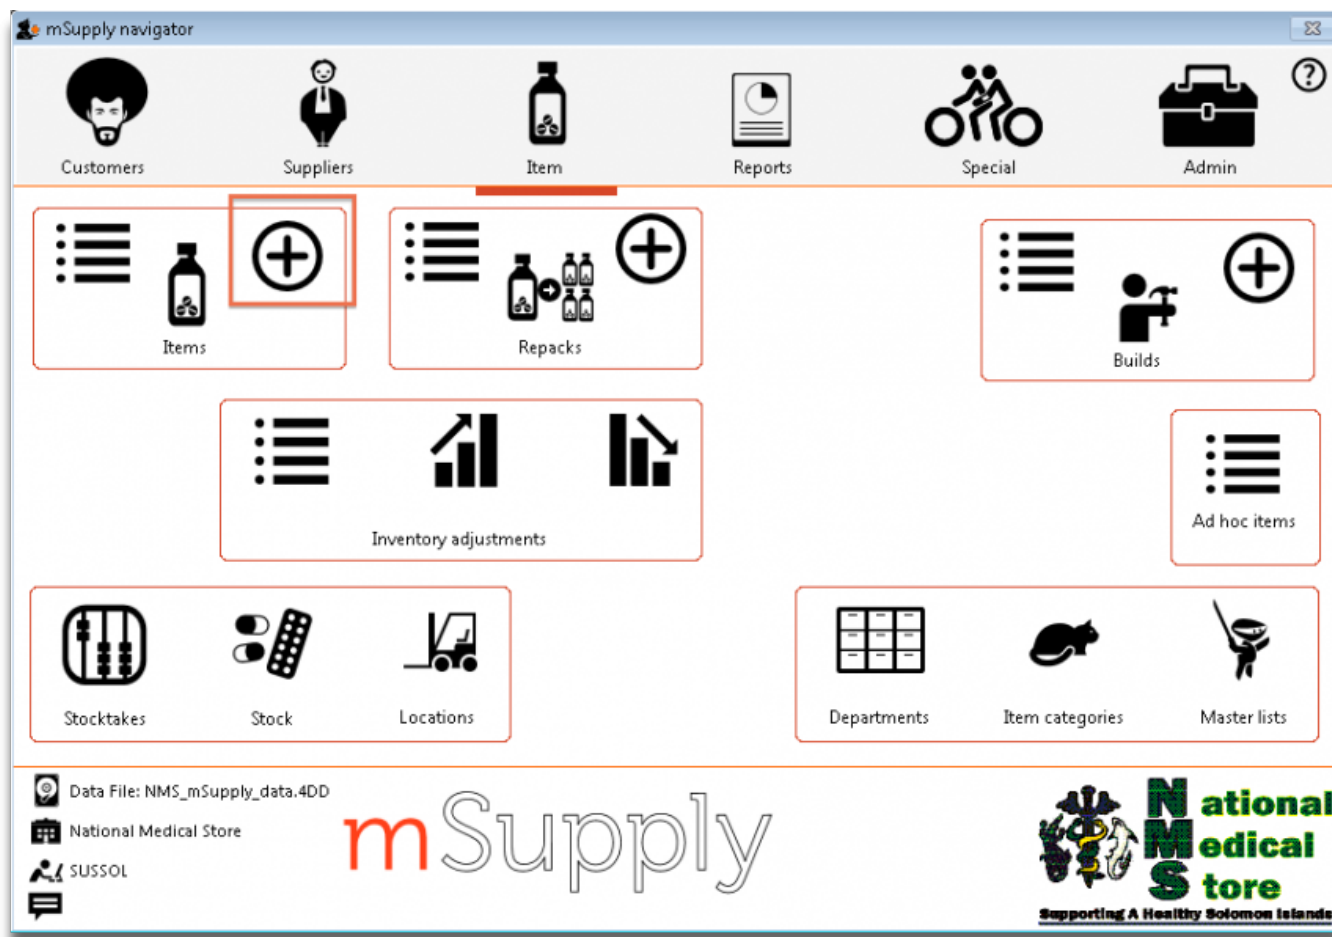 mSupply navigator
Customers
Suppliers
Item
Reports
Special
Admin
?
Items
Repacks
Builds
Inventory adjustments
Ad hoc items
Stocktakes
Stock
Locations
Departments
Item categories
Master lists
Data File: NMS_mSupply_data.4DD
National Medical Store
SUSSOL
mSupply
National
Medical
Store
Supporting A Healthy Solomon Islands